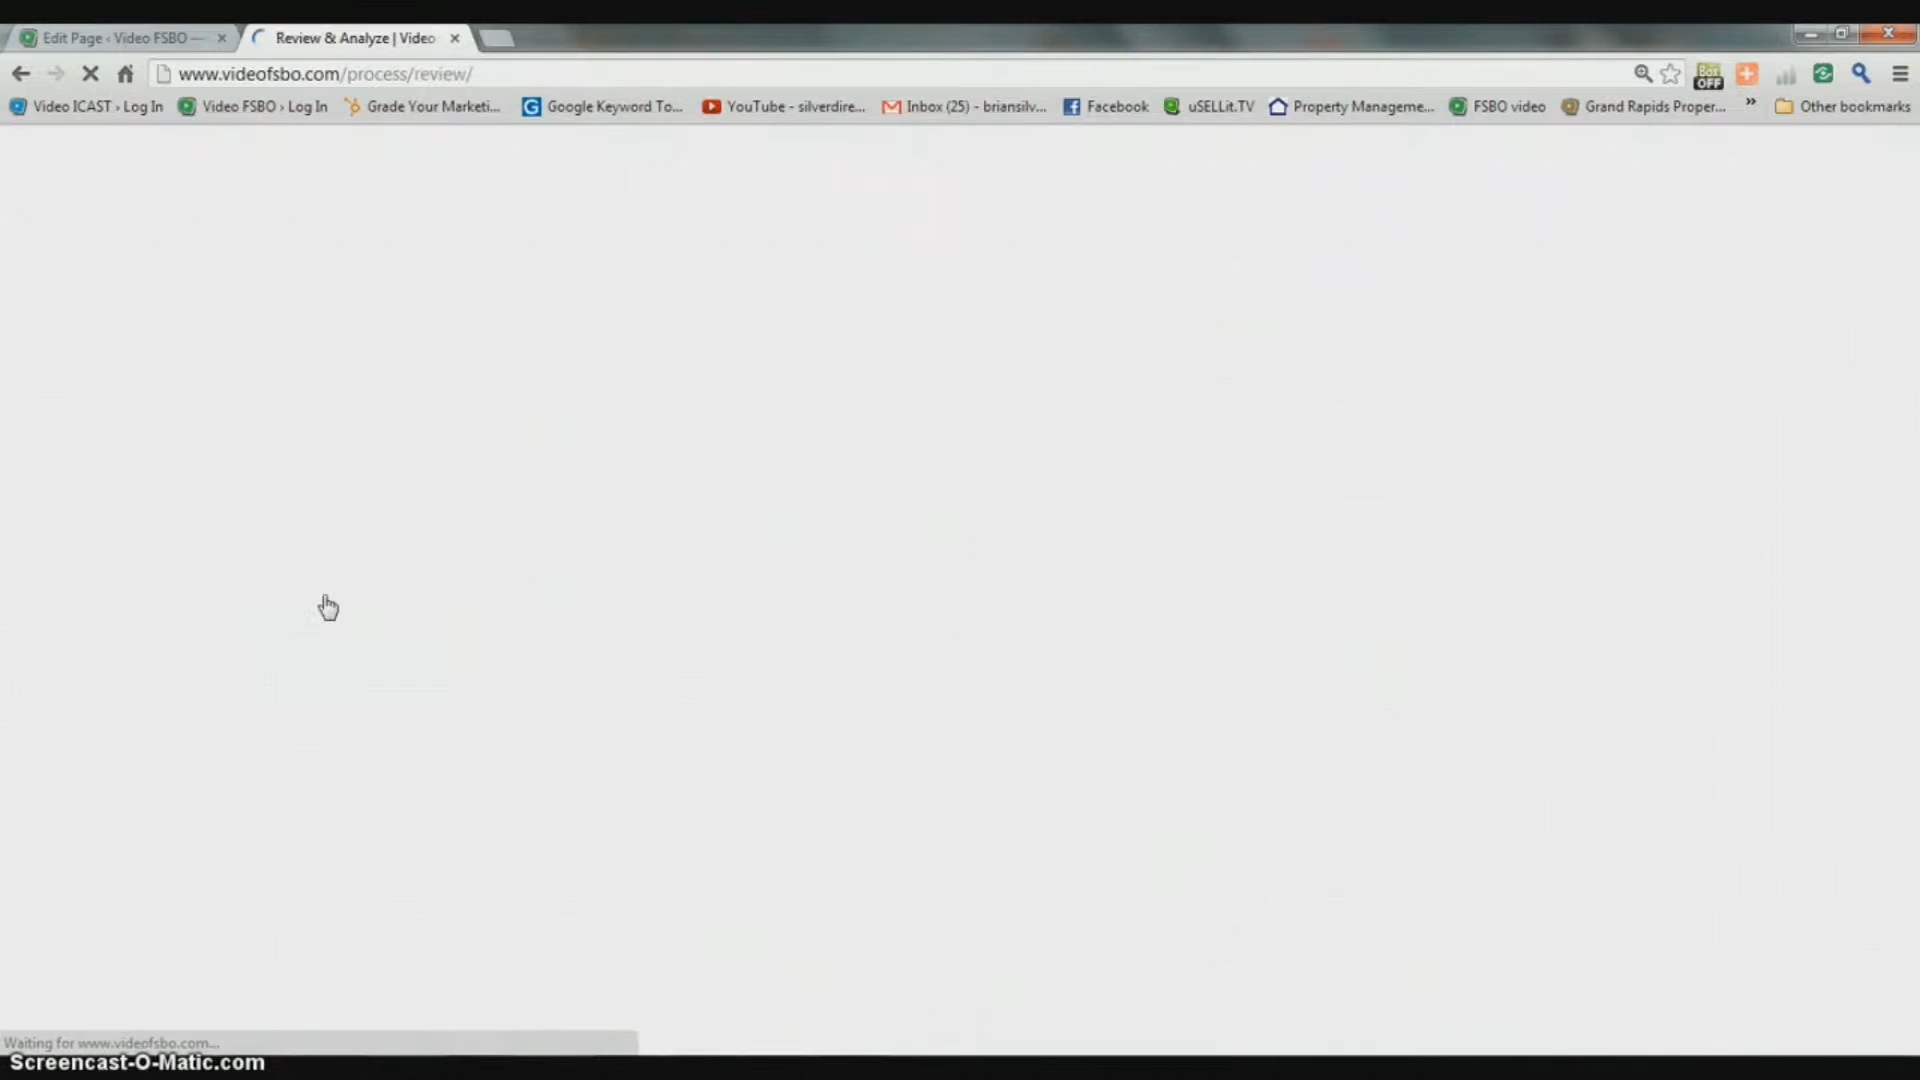 Edit Page ‹ Video FSBO —
Review & Analyze | Video
www.videofsbo.com/process/review/
Box
OFF
Video ICAST › Log In
Video FSBO › Log In
Grade Your Marketi...
Google Keyword To...
YouTube - silverdire...
Inbox (25) - briansilv...
Facebook
uSELLit.TV
Property Manageme...
FSBO video
Grand Rapids Proper...
»
Other bookmarks
Waiting for www.videofsbo.com...
Screencast-O-Matic.com